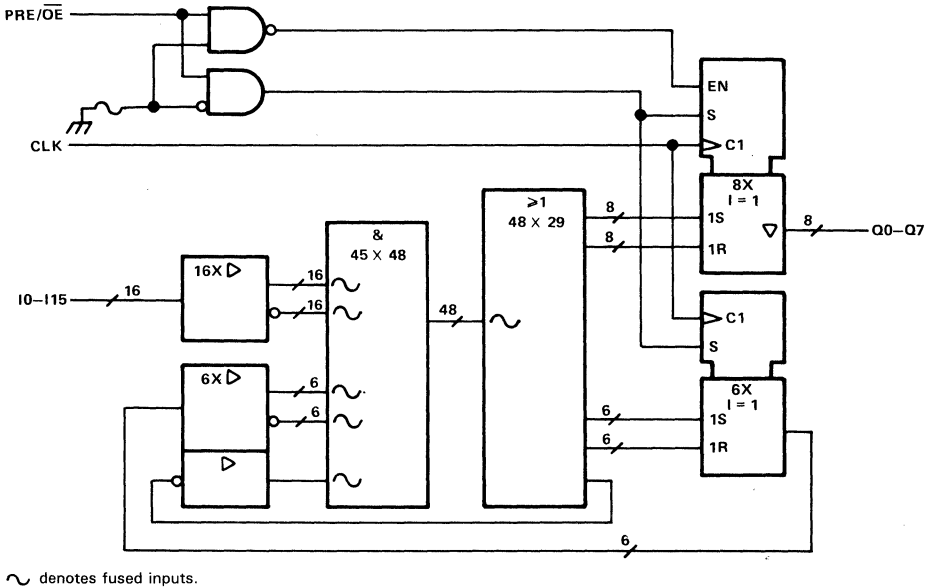 PRE/OE
EN
S
C1
CLK
8X
I = 1
1S
1R
8
8
8
Q0–Q7
≥1
48 X 29
&
45 X 48
16X
16
16
I0–I15
16
48
C1
S
6X
6
6
6X
I = 1
1S
1R
6
6
6
denotes fused inputs.